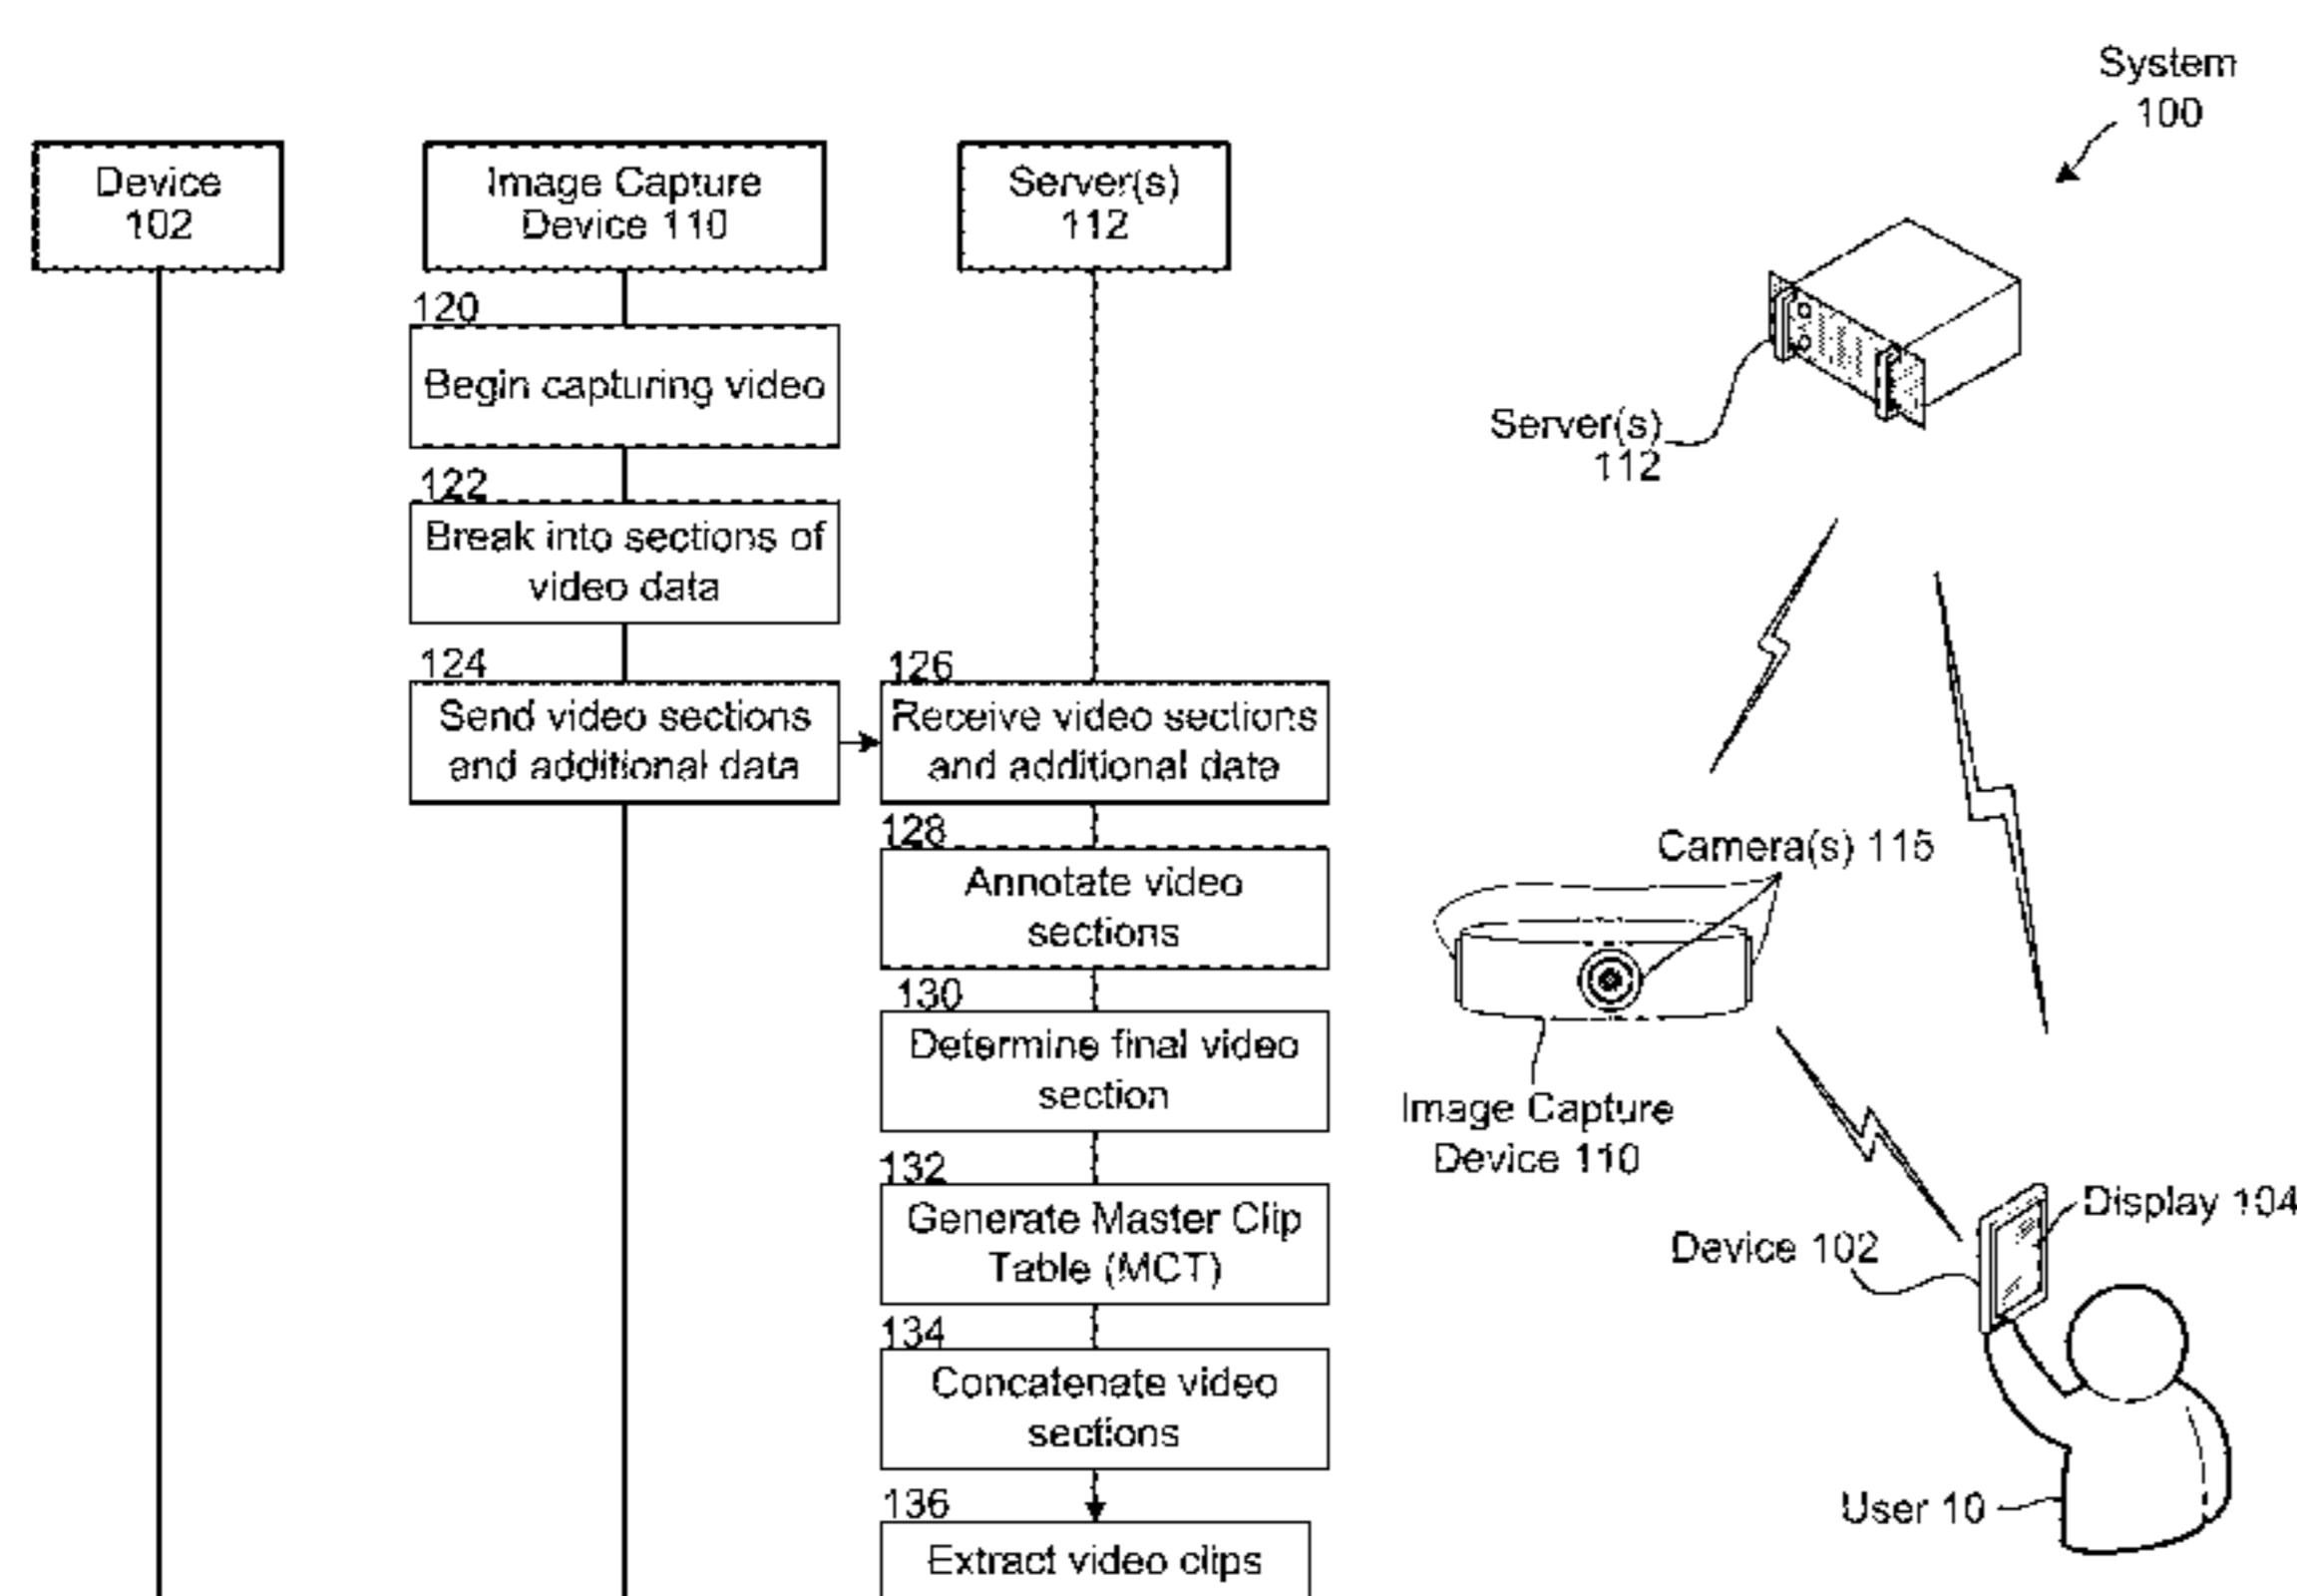 System
100
Device
102
Image Capture
Device 110
Server(s)
112
120
Begin capturing video
122
Break into sections of
video data
124
Send video sections
and additional data
126
Receive video sections
and additional data
128
Annotate video
sections
130
Determine final video
section
132
Generate Master Clip
Table (MCT)
134
Concatenate video
sections
136
Extract video clips
Server(s)
112
Camera(s) 115
Image Capture
Device 110
Device 102
Display 104
User 10